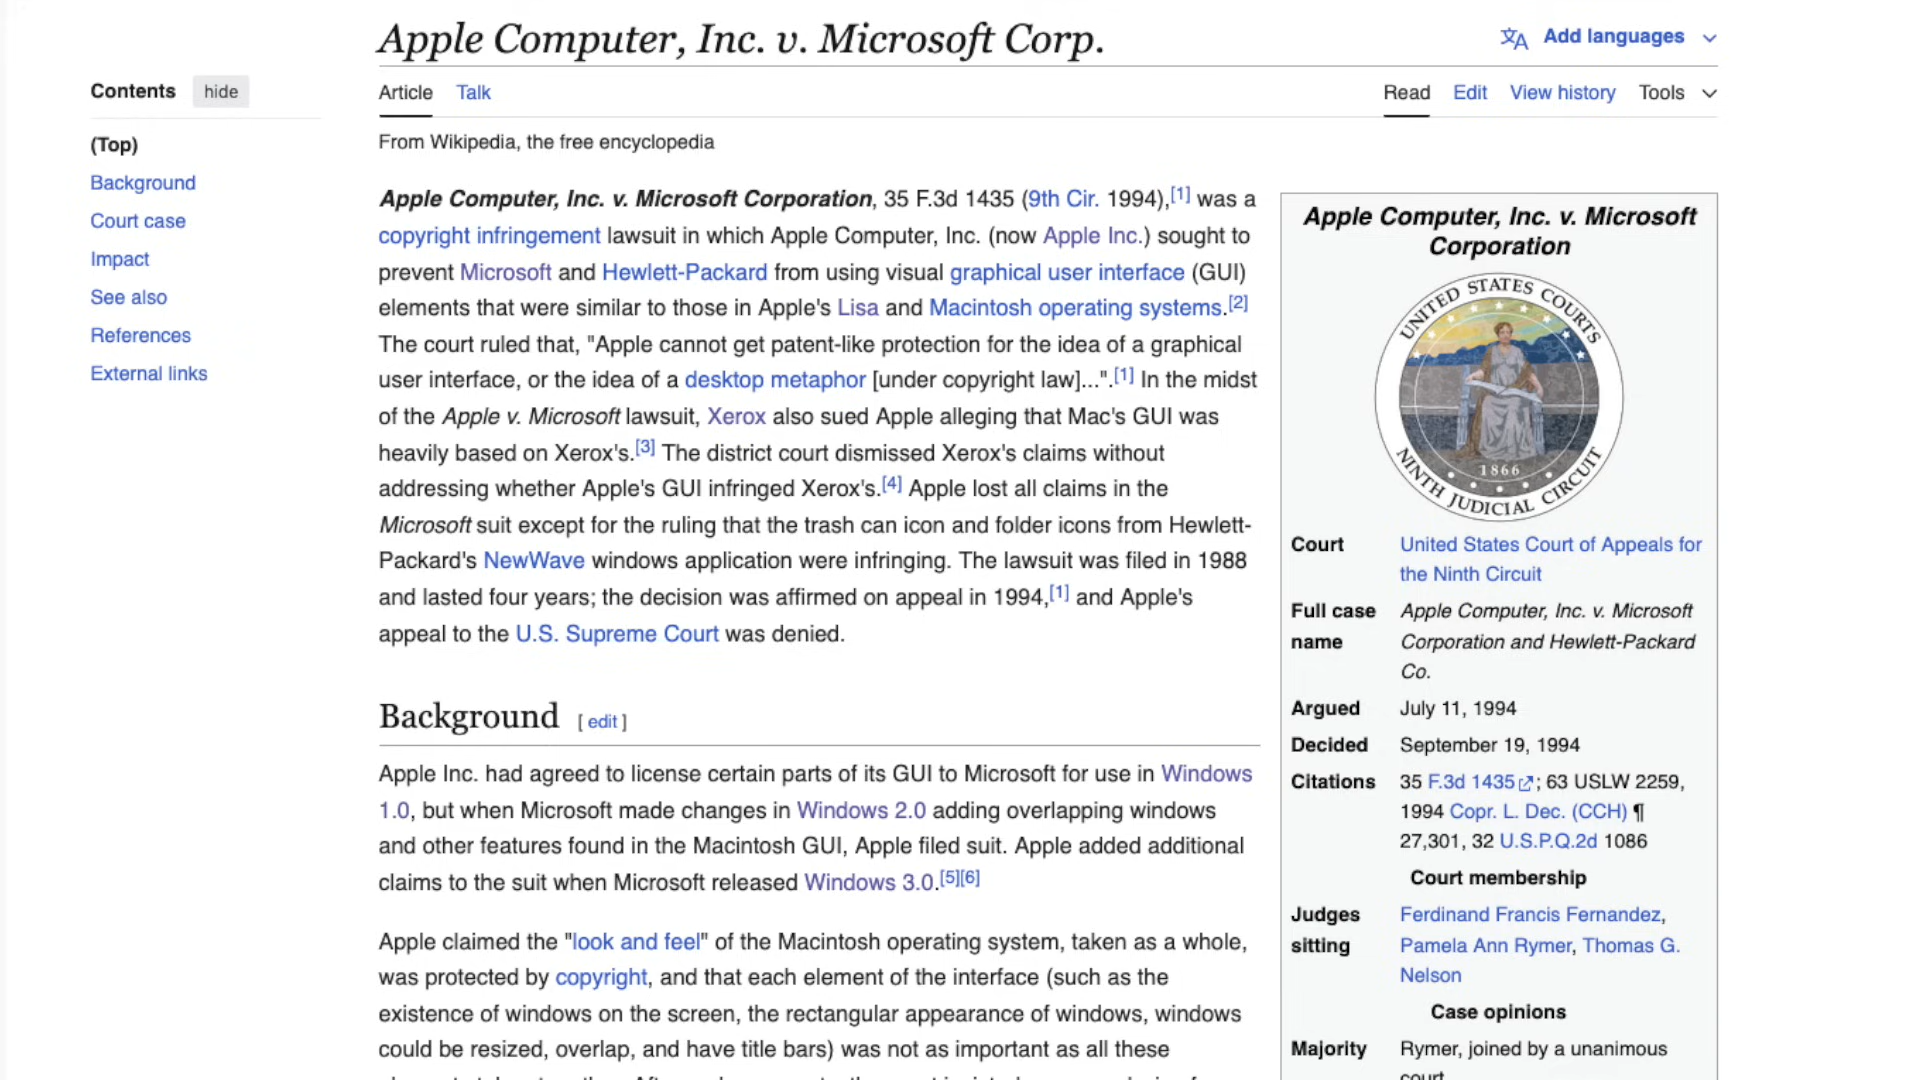 Apple Computer, Inc. v. Microsoft Corp.
Add languages
Contents hide
(Top)
Background
Court case
Impact
See also
References
External links
Article Talk
Read Edit View history Tools
From Wikipedia, the free encyclopedia
Apple Computer, Inc. v. Microsoft Corporation, 35 F.3d 1435 (9th Cir. 1994),[1] was a
copyright infringement lawsuit in which Apple Computer, Inc. (now Apple Inc.) sought to
prevent Microsoft and Hewlett-Packard from using visual graphical user interface (GUI)
elements that were similar to those in Apple's Lisa and Macintosh operating systems.[2]
The court ruled that, "Apple cannot get patent-like protection for the idea of a graphical
user interface, or the idea of a desktop metaphor [under copyright law]...".[1] In the midst
of the Apple v. Microsoft lawsuit, Xerox also sued Apple alleging that Mac's GUI was
heavily based on Xerox's.[3] The district court dismissed Xerox's claims without
addressing whether Apple's GUI infringed Xerox's.[4] Apple lost all claims in the
Microsoft suit except for the ruling that the trash can icon and folder icons from Hewlett-
Packard's NewWave windows application were infringing. The lawsuit was filed in 1988
and lasted four years; the decision was affirmed on appeal in 1994,[1] and Apple's
appeal to the U.S. Supreme Court was denied.
Background [ edit ]
Apple Inc. had agreed to license certain parts of its GUI to Microsoft for use in Windows
1.0, but when Microsoft made changes in Windows 2.0 adding overlapping windows
and other features found in the Macintosh GUI, Apple filed suit. Apple added additional
claims to the suit when Microsoft released Windows 3.0.[5][6]
Apple claimed the "look and feel" of the Macintosh operating system, taken as a whole,
was protected by copyright, and that each element of the interface (such as the
existence of windows on the screen, the rectangular appearance of windows, windows
could be resized, overlap, and have title bars) was not as important as all these
Apple Computer, Inc. v. Microsoft
Corporation
UNITED STATES COURTS
1866
NINTH JUDICIAL CIRCUIT
Court United States Court of Appeals for
the Ninth Circuit
Full case Apple Computer, Inc. v. Microsoft
name Corporation and Hewlett-Packard
Co.
Argued July 11, 1994
Decided September 19, 1994
Citations 35 F.3d 1435; 63 USLW 2259,
1994 Copr. L. Dec. (CCH) ¶
27,301, 32 U.S.P.Q.2d 1086
Court membership
Judges Ferdinand Francis Fernandez,
sitting Pamela Ann Rymer, Thomas G.
Nelson
Case opinions
Majority Rymer, joined by a unanimous
court